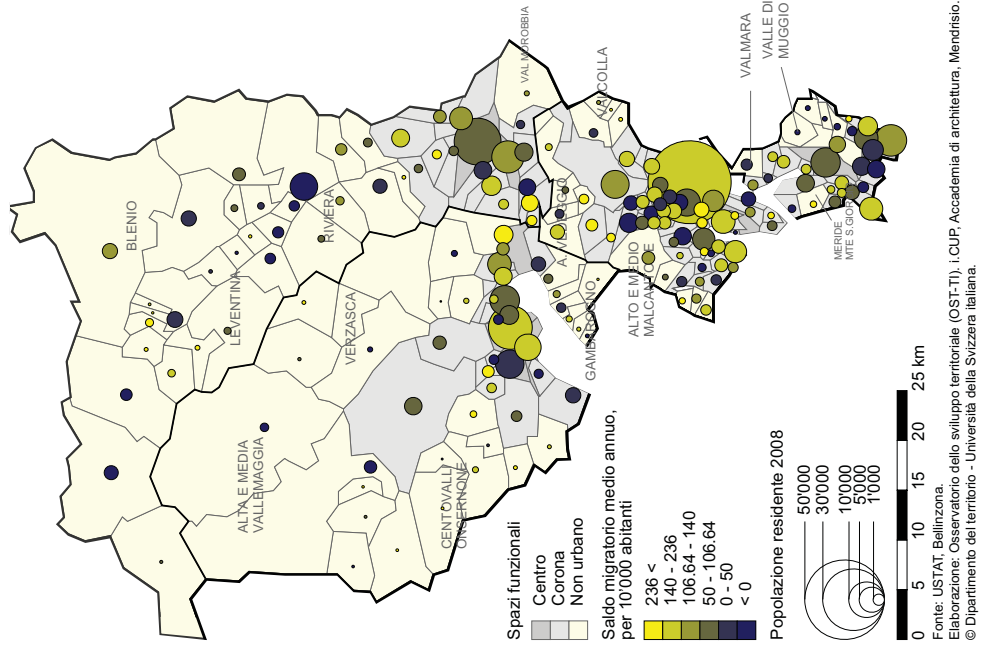 BLENIO
RIVIERA
LEVENTINA
VERZASCA
ALTA E MEDIA
VALLEMAGGIA
CENTOVALLI
ONSERNONE
GAMBAROGNO
VAL MOROBBIA
VALCOLLA
A. VEDEGGIO
ALTO E MEDIO
MALCANTONE
VALMARA
VALLE DI
MUGGIO
MERIDE
MTE S.GIOR
Spazi funzionali
Centro
Corona
Non urbano
Saldo migratorio medio annuo,
per 10'000 abitanti
236 <
140 - 236
106.64 - 140
50 - 106.64
0 - 50
< 0
Popolazione residente 2008
50'000
30'000
10'000
5'000
1'000
0 5 10 15 20 25 km
Fonte: USTAT, Bellinzona.
Elaborazione: Osservatorio dello sviluppo territoriale (OST-TI). i.CUP, Accademia di architettura, Mendrisio.
© Dipartimento del territorio - Università della Svizzera italiana.